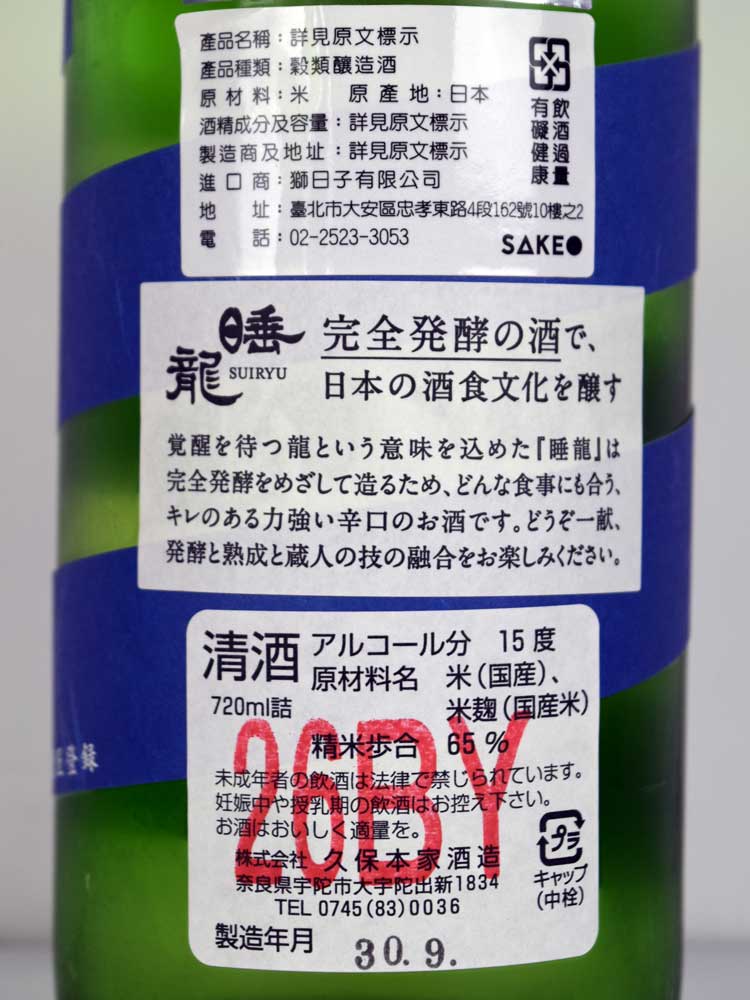 產品名稱：詳見原文標示
產品種類：穀類釀造酒
原材料：米　原產地：日本
酒精成分及容量：詳見原文標示
製造商及地址：詳見原文標示
進口商：獅日子有限公司
地址：臺北市大安區忠孝東路4段162號10樓之2
電話：02-2523-3053
飲酒過量
有礙健康
SAKE
睡龍
SUIRYU
完全発酵の酒で、
日本の酒食文化を醸す
覚醒を待つ龍という意味を込めた『睡龍』は
完全発酵をめざして造るため、どんな食事にも合う、
キレのある力強い辛口のお酒です。どうぞ一献、
発酵と熟成と蔵人の技の融合をお楽しみください。
清酒
720ml詰
アルコール分　15度
原材料名　米（国産）、
米麹（国産米）
精米歩合　65％
26BY
未成年者の飲酒は法律で禁じられています。
妊娠中や授乳期の飲酒はお控え下さい。
お酒はおいしく適量を。
株式会社　久保本家酒造
奈良県宇陀市大宇陀出新1834
TEL 0745(83)0036
プラ
キャップ
(中栓)
製造年月　30.9.
登録